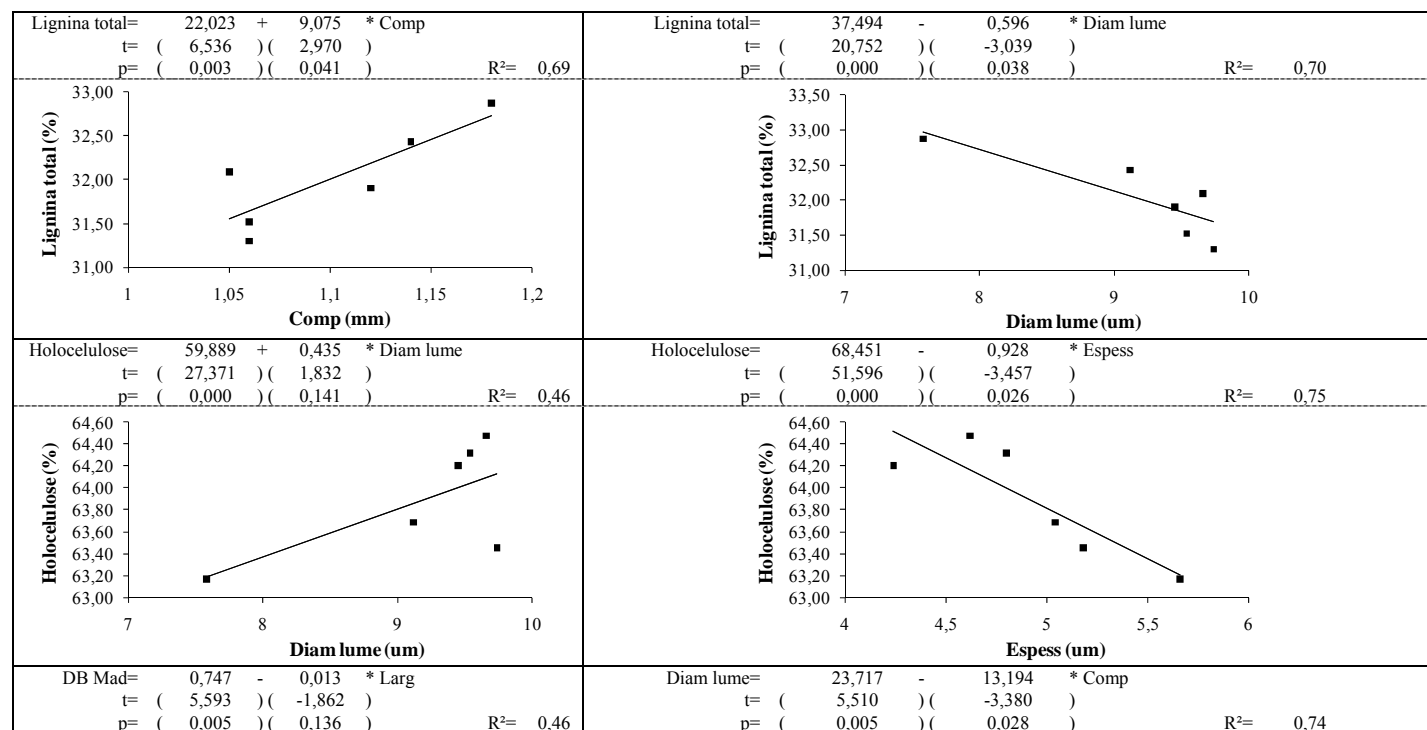 Lignina total= 22,023 + 9,075 * Comp
t= ( 6,536 ) ( 2,970 )
p= ( 0,003 ) ( 0,041 ) R²= 0,69
33,00
32,50
32,00
31,50
31,00
Lignina total (%)
1 1,05 1,1 1,15 1,2
Comp (mm)
Lignina total= 37,494 - 0,596 * Diam lume
t= ( 20,752 ) ( -3,039 )
p= ( 0,000 ) ( 0,038 ) R²= 0,70
33,50
33,00
32,50
32,00
31,50
31,00
Lignina total (%)
7 8 9 10
Diam lume (um)
Holocelulose= 59,889 + 0,435 * Diam lume
t= ( 27,371 ) ( 1,832 )
p= ( 0,000 ) ( 0,141 ) R²= 0,46
64,60
64,40
64,20
64,00
63,80
63,60
63,40
63,20
63,00
Holocelulose (%)
7 8 9 10
Diam lume (um)
Holocelulose= 68,451 - 0,928 * Espess
t= ( 51,596 ) ( -3,457 )
p= ( 0,000 ) ( 0,026 ) R²= 0,75
64,60
64,40
64,20
64,00
63,80
63,60
63,40
63,20
63,00
Holocelulose (%)
4 4,5 5 5,5 6
Espess (um)
DB Mad= 0,747 - 0,013 * Larg
t= ( 5,593 ) ( -1,862 )
p= ( 0,005 ) ( 0,136 ) R²= 0,46
Diam lume= 23,717 - 13,194 * Comp
t= ( 5,510 ) ( -3,380 )
p= ( 0,005 ) ( 0,028 ) R²= 0,74